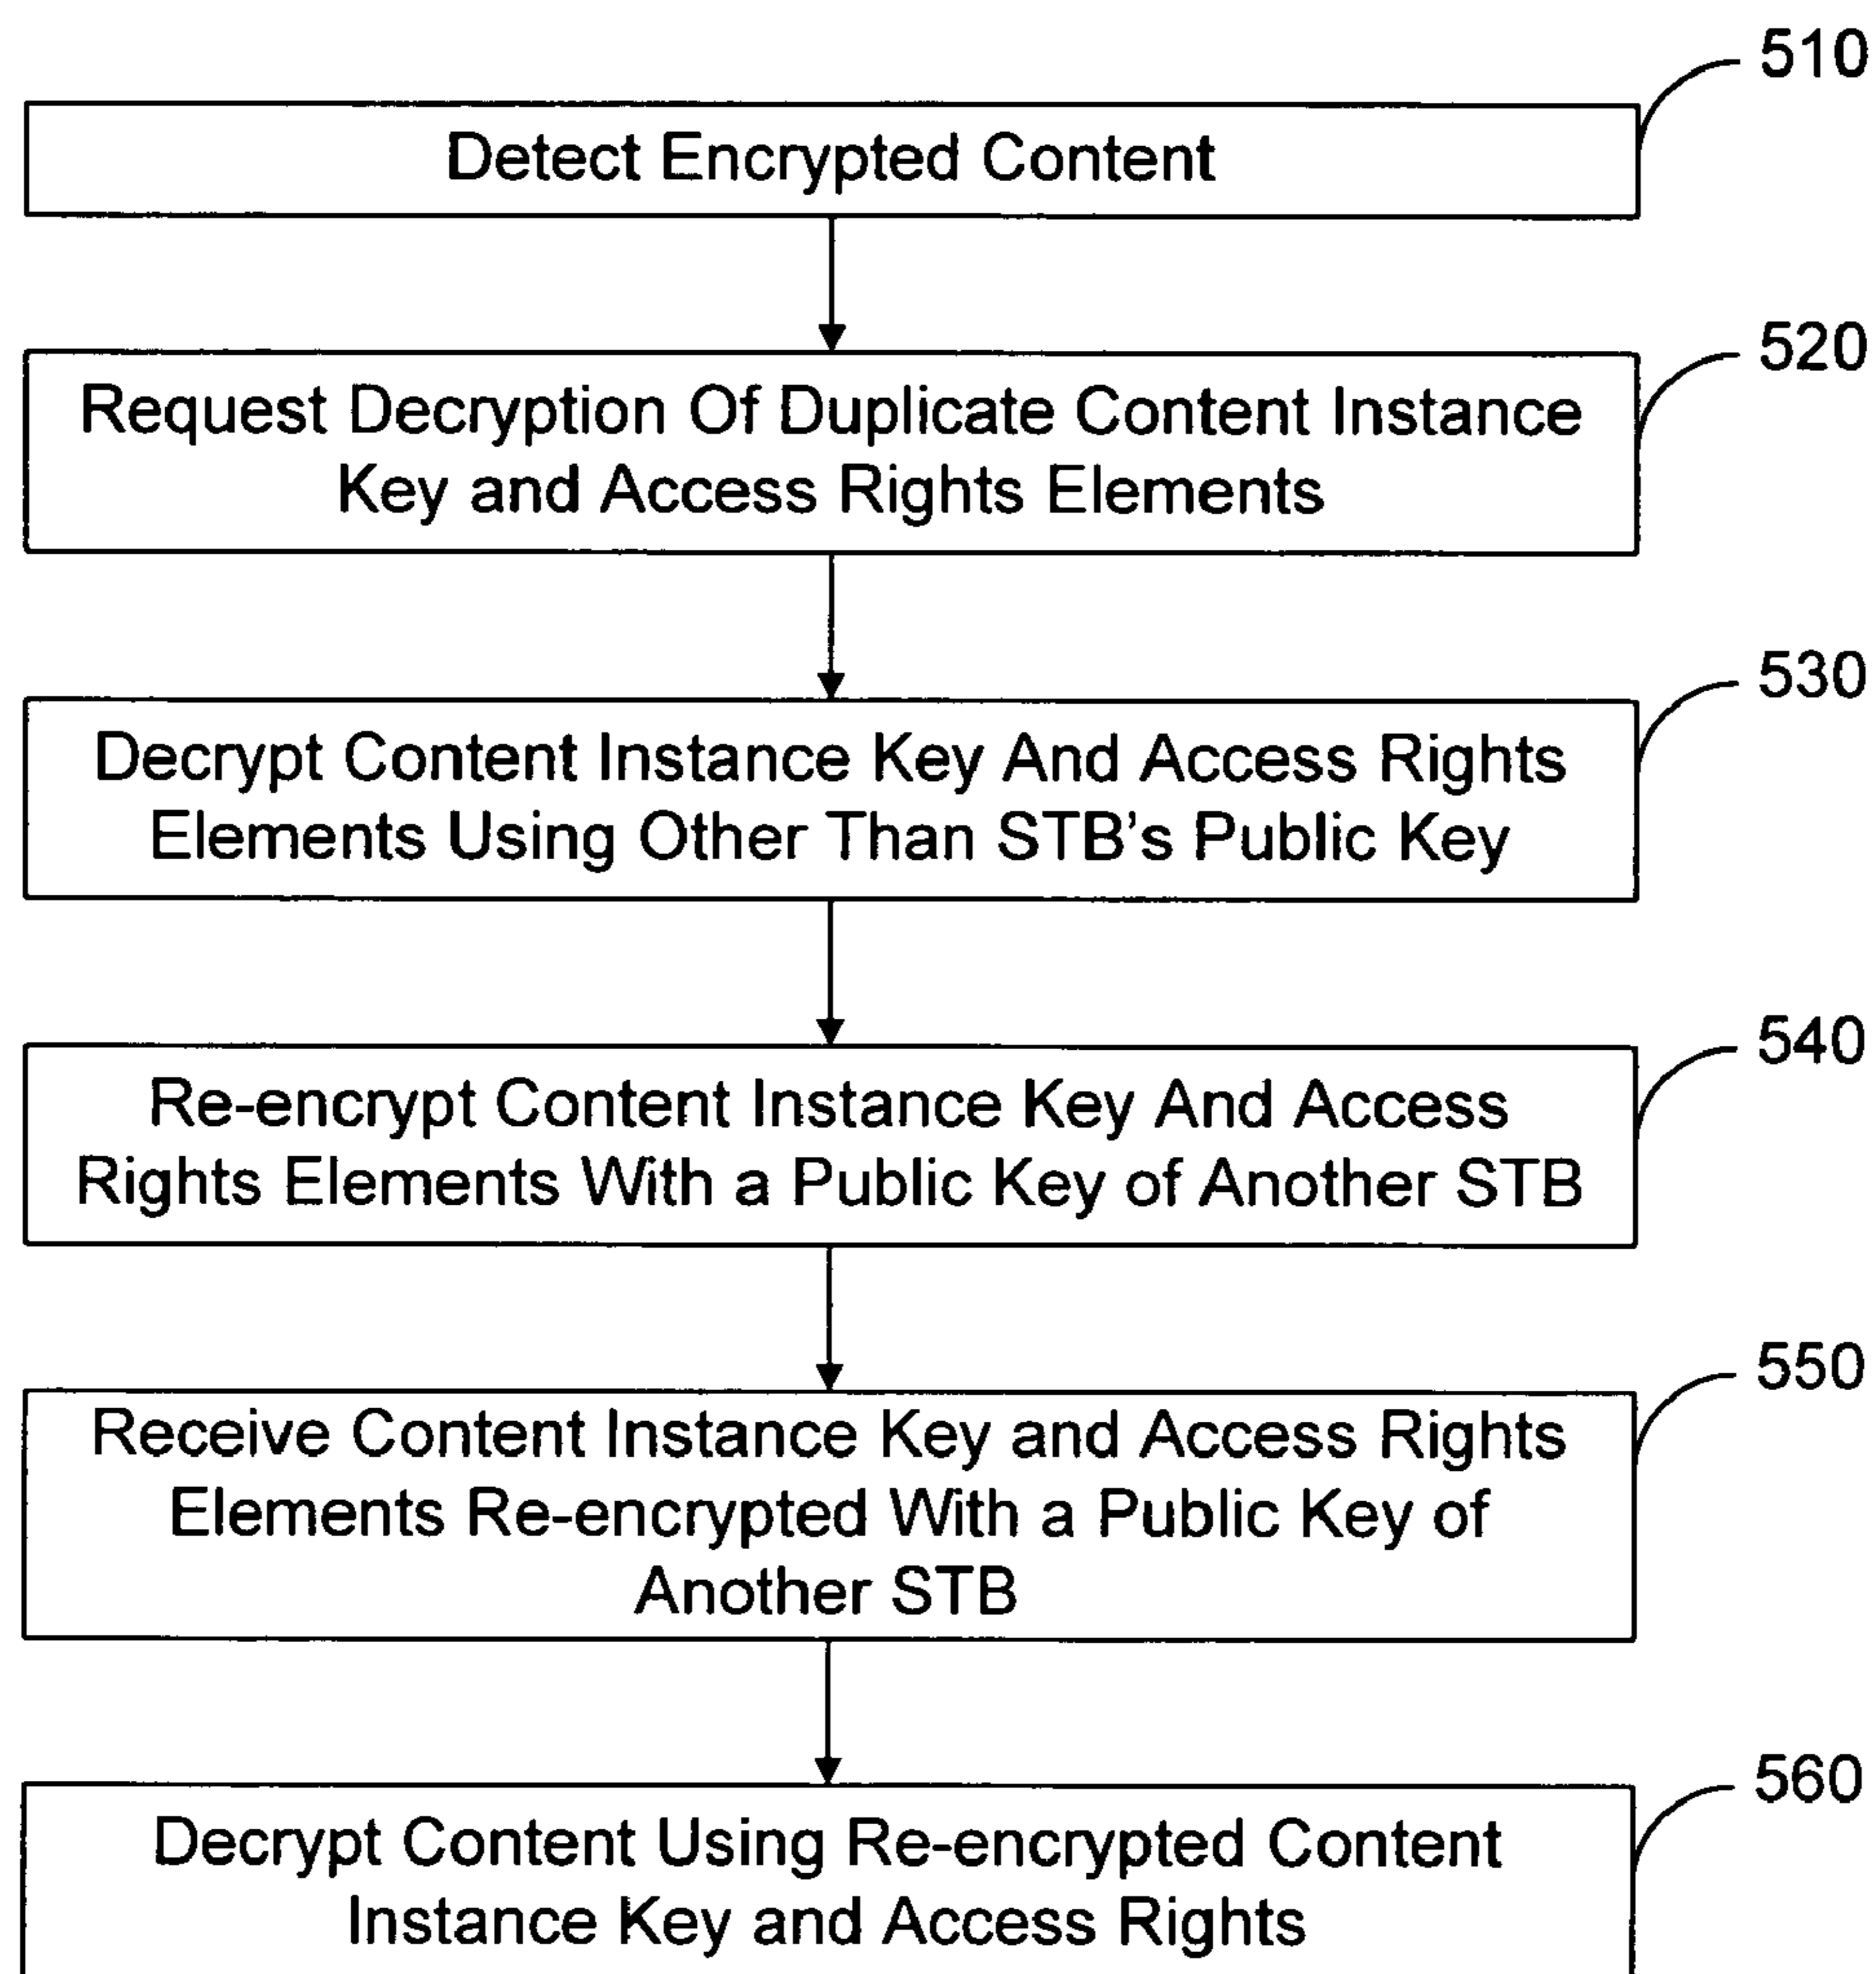 510
Detect Encrypted Content
520
Request Decryption Of Duplicate Content Instance
Key and Access Rights Elements
530
Decrypt Content Instance Key And Access Rights
Elements Using Other Than STB's Public Key
540
Re-encrypt Content Instance Key And Access
Rights Elements With a Public Key of Another STB
550
Receive Content Instance Key and Access Rights
Elements Re-encrypted With a Public Key of
Another STB
560
Decrypt Content Using Re-encrypted Content
Instance Key and Access Rights